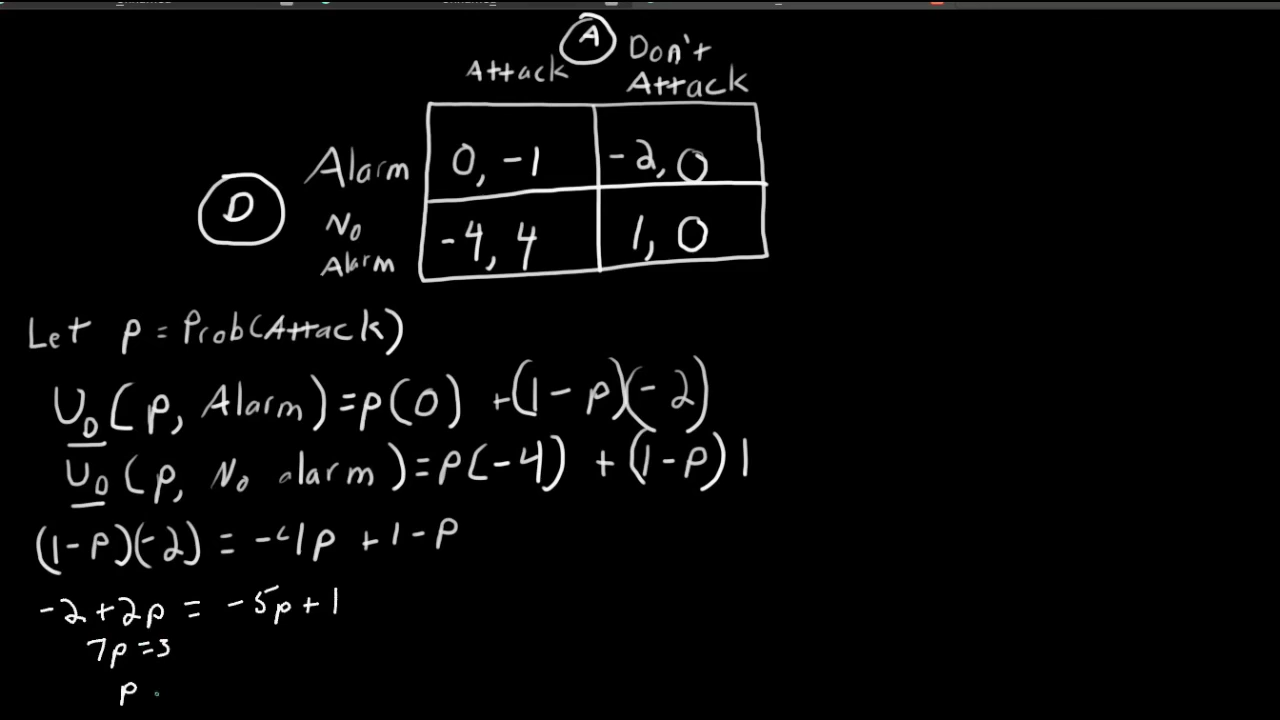 A
Attack Don't Attack
D
Alarm 0, -1 -2, 0
No Alarm -4, 4 1, 0
Let p = Prob(Attack)
U_D(p, Alarm) = p(0) + (1-p)(-2)
U_D(p, No alarm) = p(-4) + (1-p) 1
(1-p)(-2) = -4p + 1 - p
-2 + 2p = -5p + 1
7p = 3
p